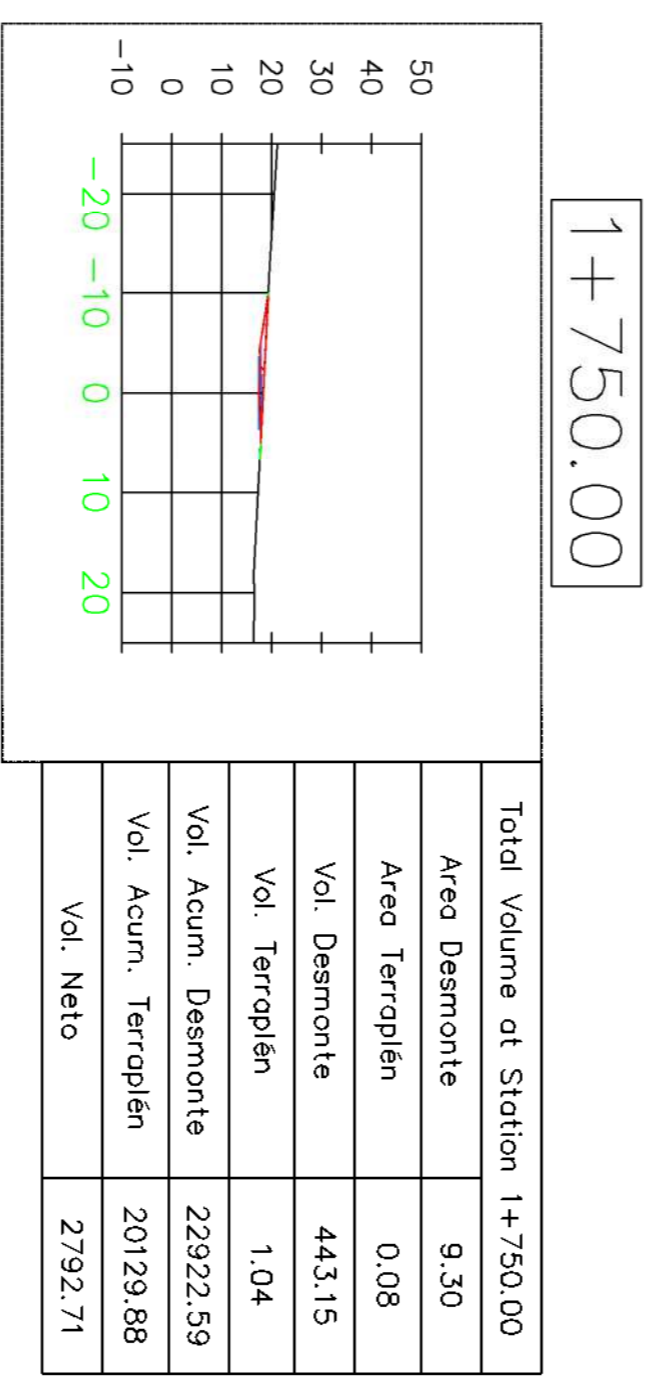 1+750.00
50
40
30
20
10
0
-10
-20 -10 0 10 20
Total Volume at Station 1+750.00
Area Desmonte 9.30
Area Terraplén 0.08
Vol. Desmonte 443.15
Vol. Terraplén 1.04
Vol. Acum. Desmonte 22922.59
Vol. Acum. Terraplén 20129.88
Vol. Neto 2792.71